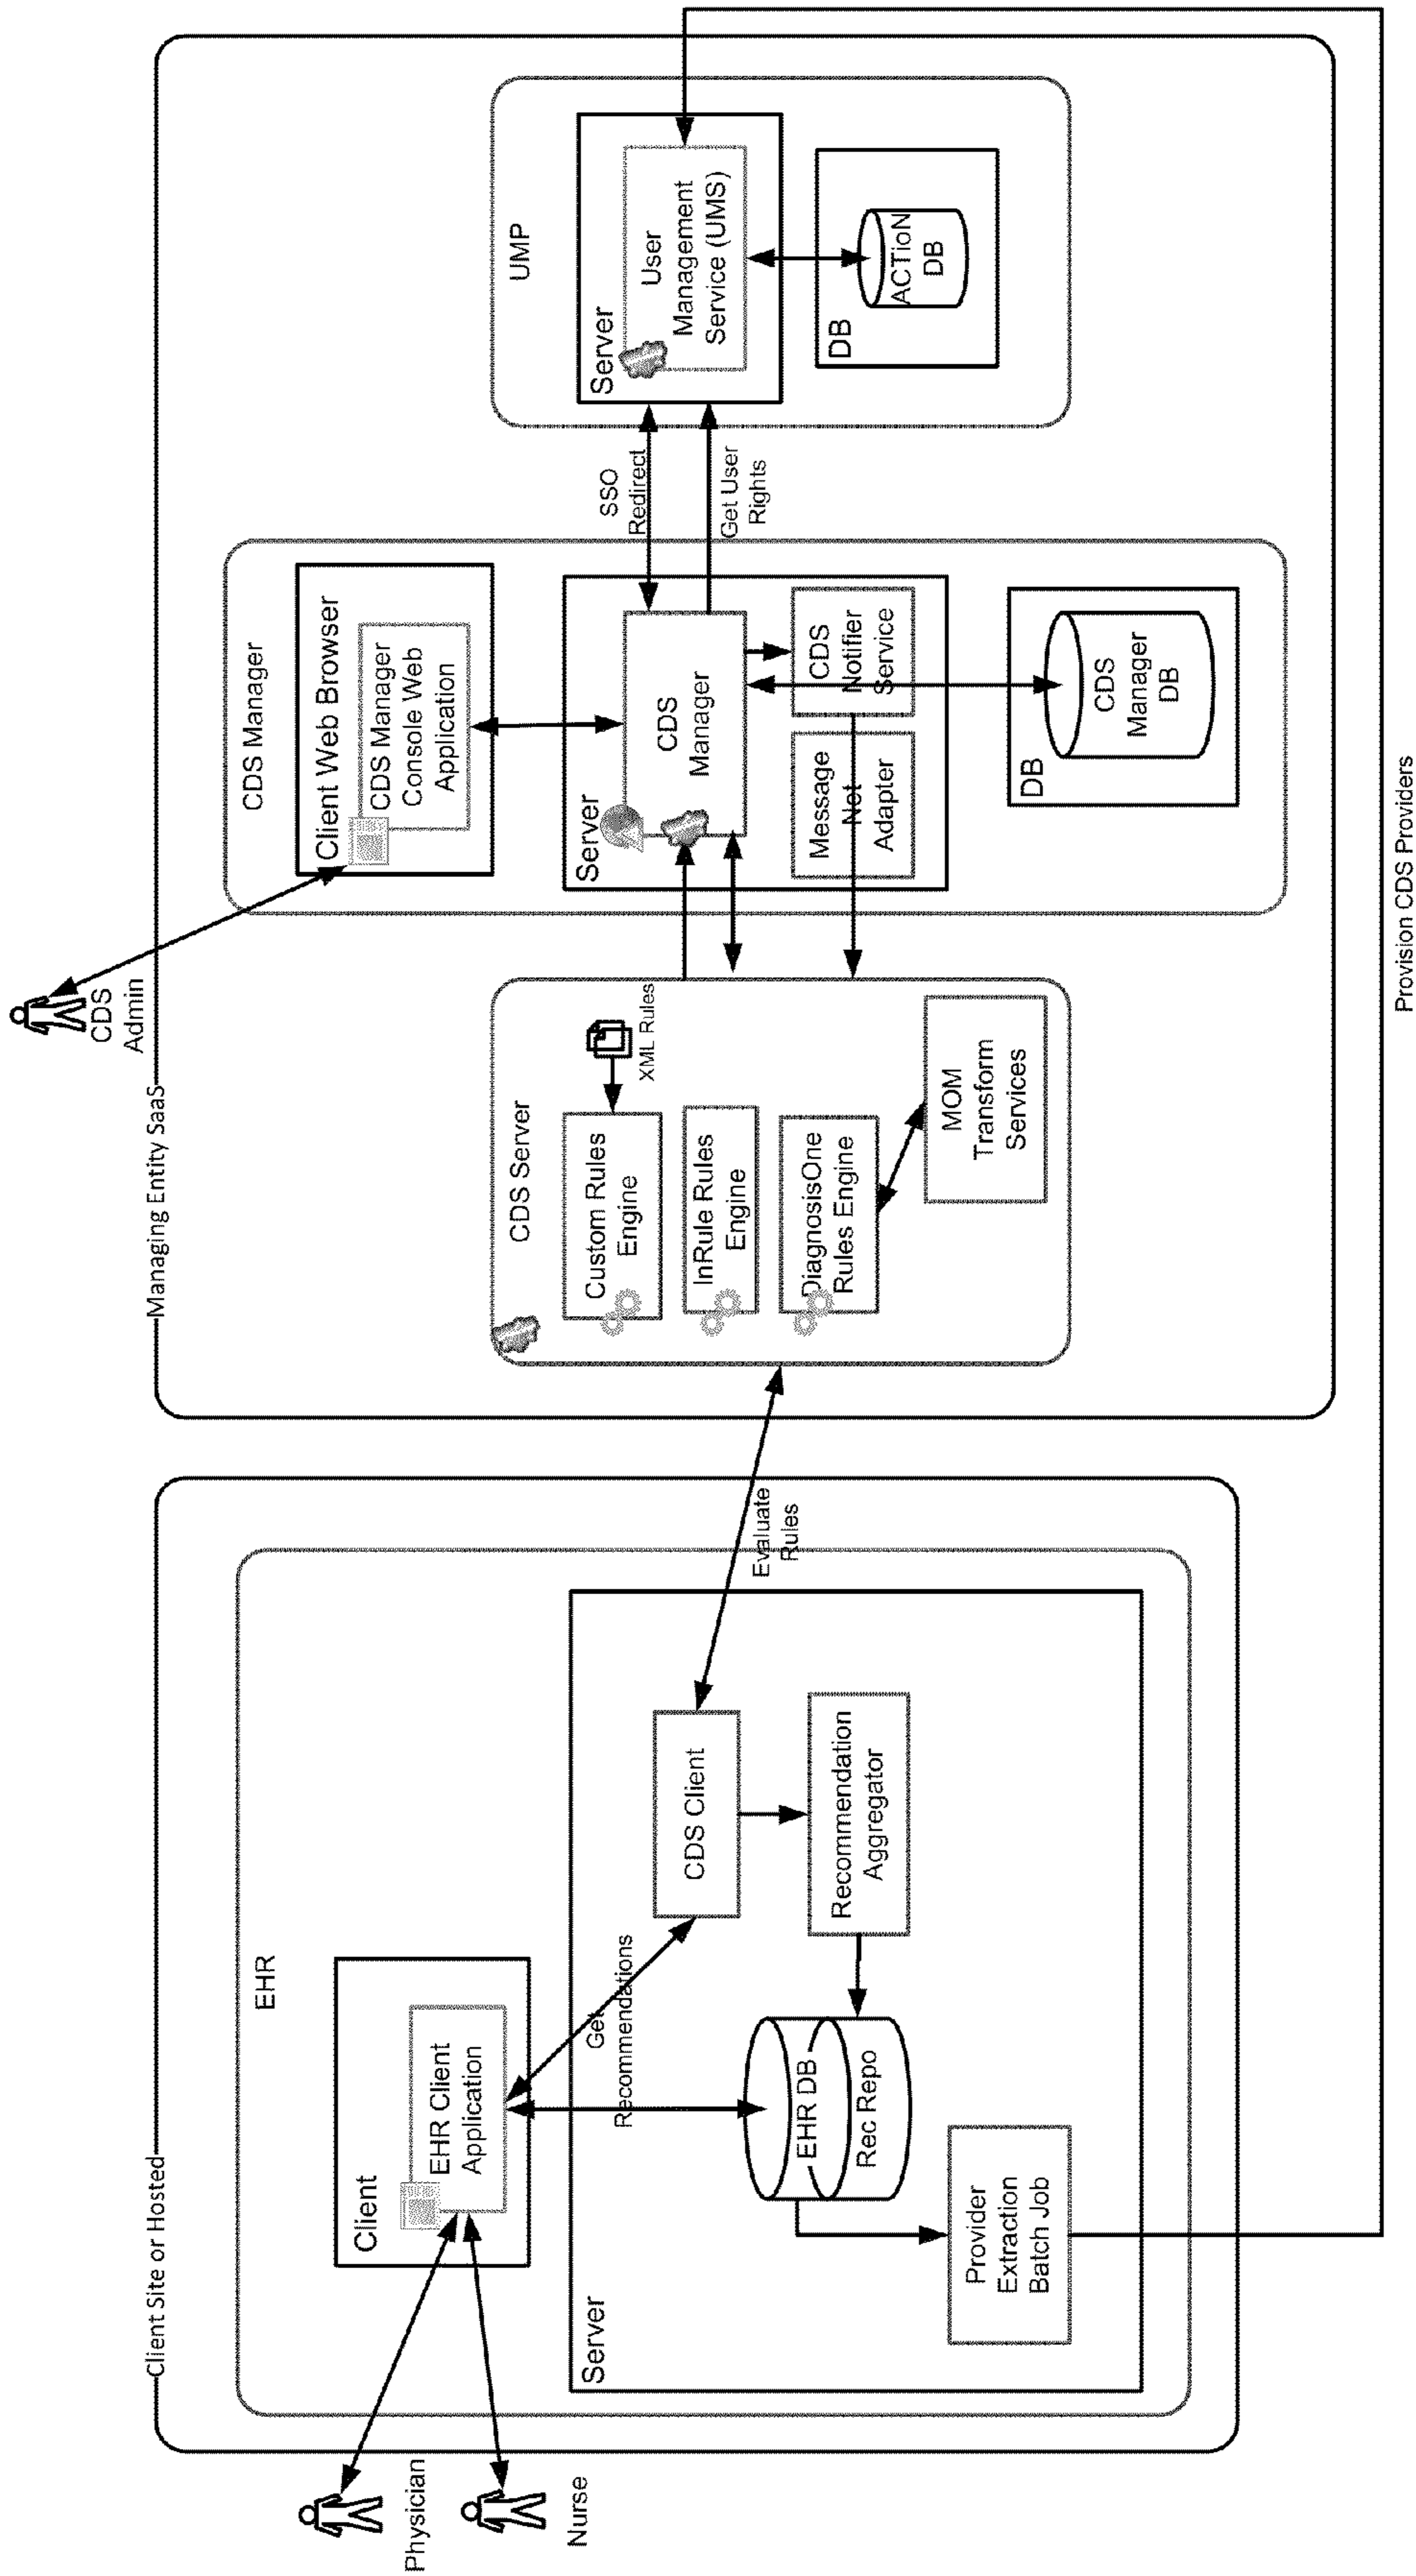 Client Site or Hosted
EHR
Physician
Nurse
Client
EHR Client
Application
Get
Recommendations
Server
CDS Client
EHR DB
Rec Repo
Recommendation
Aggregator
Provider
Extraction
Batch Job
Evaluate
Rules
Managing Entity SaaS
CDS
Admin
CDS Server
Custom Rules
Engine
XML Rules
InRule Rules
Engine
DiagnosisOne
Rules Engine
MOM
Transform
Services
CDS Manager
Client Web Browser
CDS Manager
Console Web
Application
Server
CDS
Manager
Message
Net
Adapter
CDS
Notifier
Service
DB
CDS
Manager
DB
SSO
Redirect
Get User
Rights
UMP
Server
User
Management
Service (UMS)
DB
ACTioN
DB
Provision CDS Providers